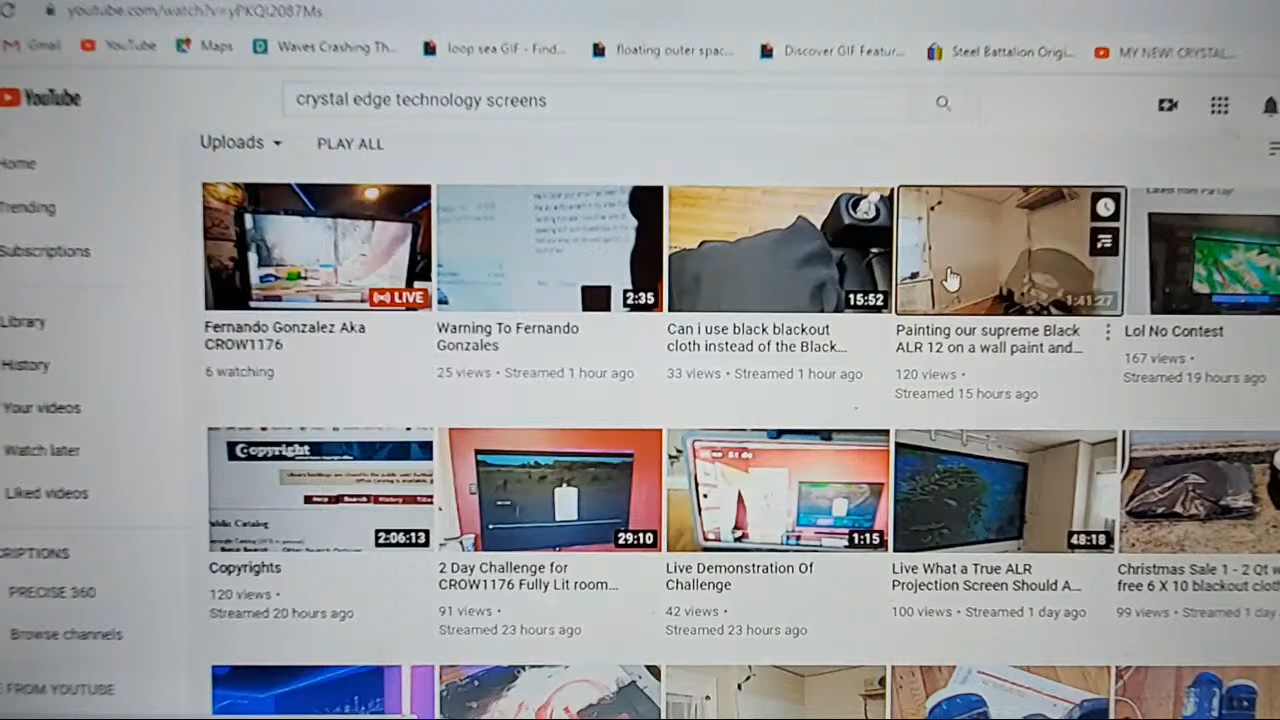 youtube.com/watch?v=yPKQI2087Ms
Gmail
YouTube
Maps
Waves Crashing Th...
loop sea GIF - Find...
floating outer spac...
Discover GIF Featur...
Steel Battalion Origi...
MY NEW! CRYSTAL...
YouTube
crystal edge technology screens
Uploads
PLAY ALL
Home
Trending
Subscriptions
Library
History
Your videos
Watch later
Liked videos
CRIPTIONS
PRECISE 360
Browse channels
FROM YOUTUBE
LIVE
Fernando Gonzalez Aka
CROW1176
6 watching
2:35
Warning To Fernando
Gonzales
25 views • Streamed 1 hour ago
15:52
Can i use black blackout
cloth instead of the Black...
33 views • Streamed 1 hour ago
1:41:27
Painting our supreme Black
ALR 12 on a wall paint and...
120 views •
Streamed 15 hours ago
Lol No Contest
167 views •
Streamed 19 hours ago
Copyright
Public Catalog
2:06:13
Copyrights
120 views •
Streamed 20 hours ago
29:10
2 Day Challenge for
CROW1176 Fully Lit room...
91 views •
Streamed 23 hours ago
1:15
Live Demonstration Of
Challenge
42 views •
Streamed 23 hours ago
48:18
Live What a True ALR
Projection Screen Should A...
100 views • Streamed 1 day ago
Christmas Sale 1 - 2 Qt w
free 6 X 10 blackout clot
99 views • Streamed 1 day